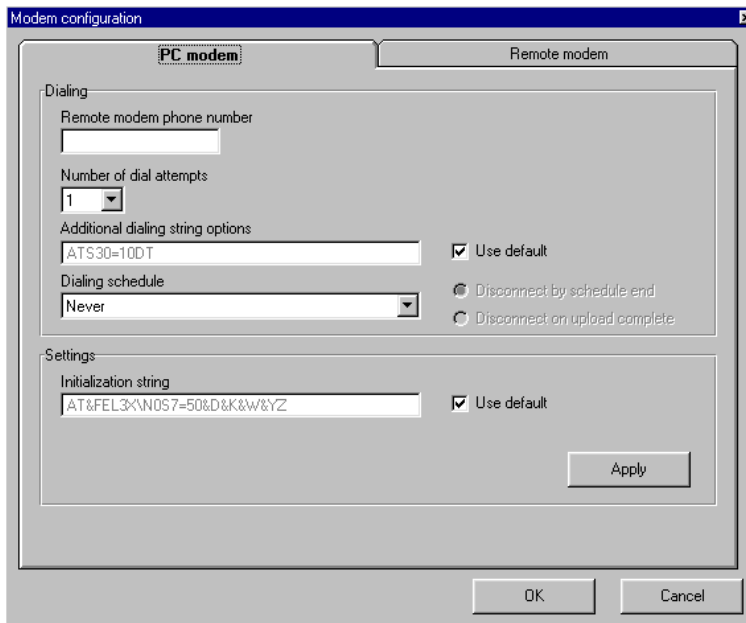 Modem configuration
PC modem
Remote modem
Dialing
Remote modem phone number
Number of dial attempts
1
Additional dialing string options
ATS30=10DT
Use default
Dialing schedule
Never
Disconnect by schedule end
Disconnect on upload complete
Settings
Initialization string
AT&FEL3X\N0S7=50&D&K&W&YZ
Use default
Apply
OK
Cancel